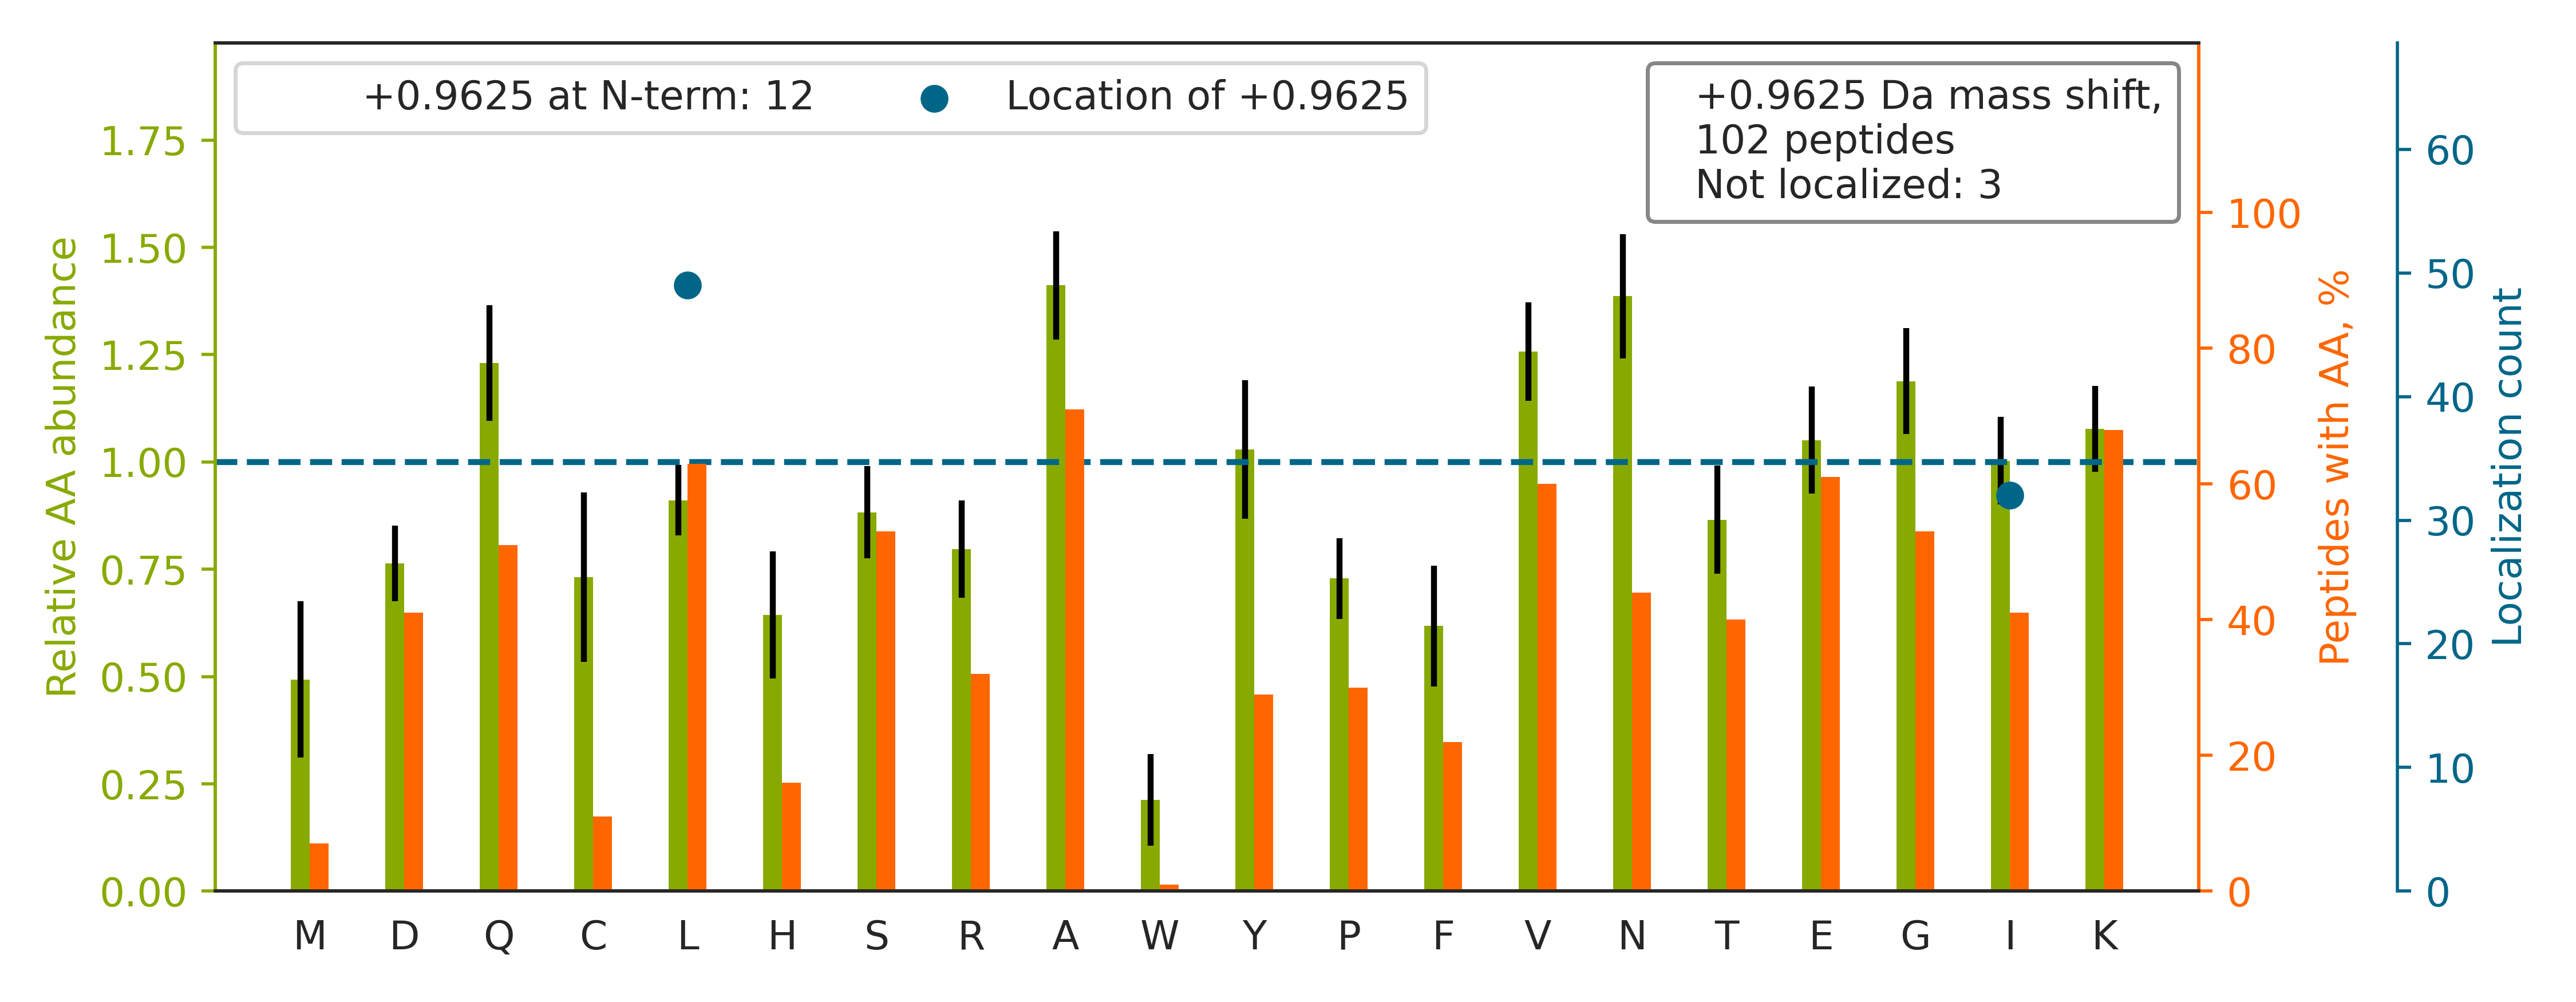 +0.9625 at N-term: 12
Location of +0.9625
+0.9625 Da mass shift,
102 peptides
Not localized: 3
Relative AA abundance
1.75
1.50
1.25
1.00
0.75
0.50
0.25
0.00
M D Q C L H S R A W Y P F V N T E G I K
100
80
60
40
20
0
Peptides with AA, %
60
50
40
30
20
10
0
Localization count